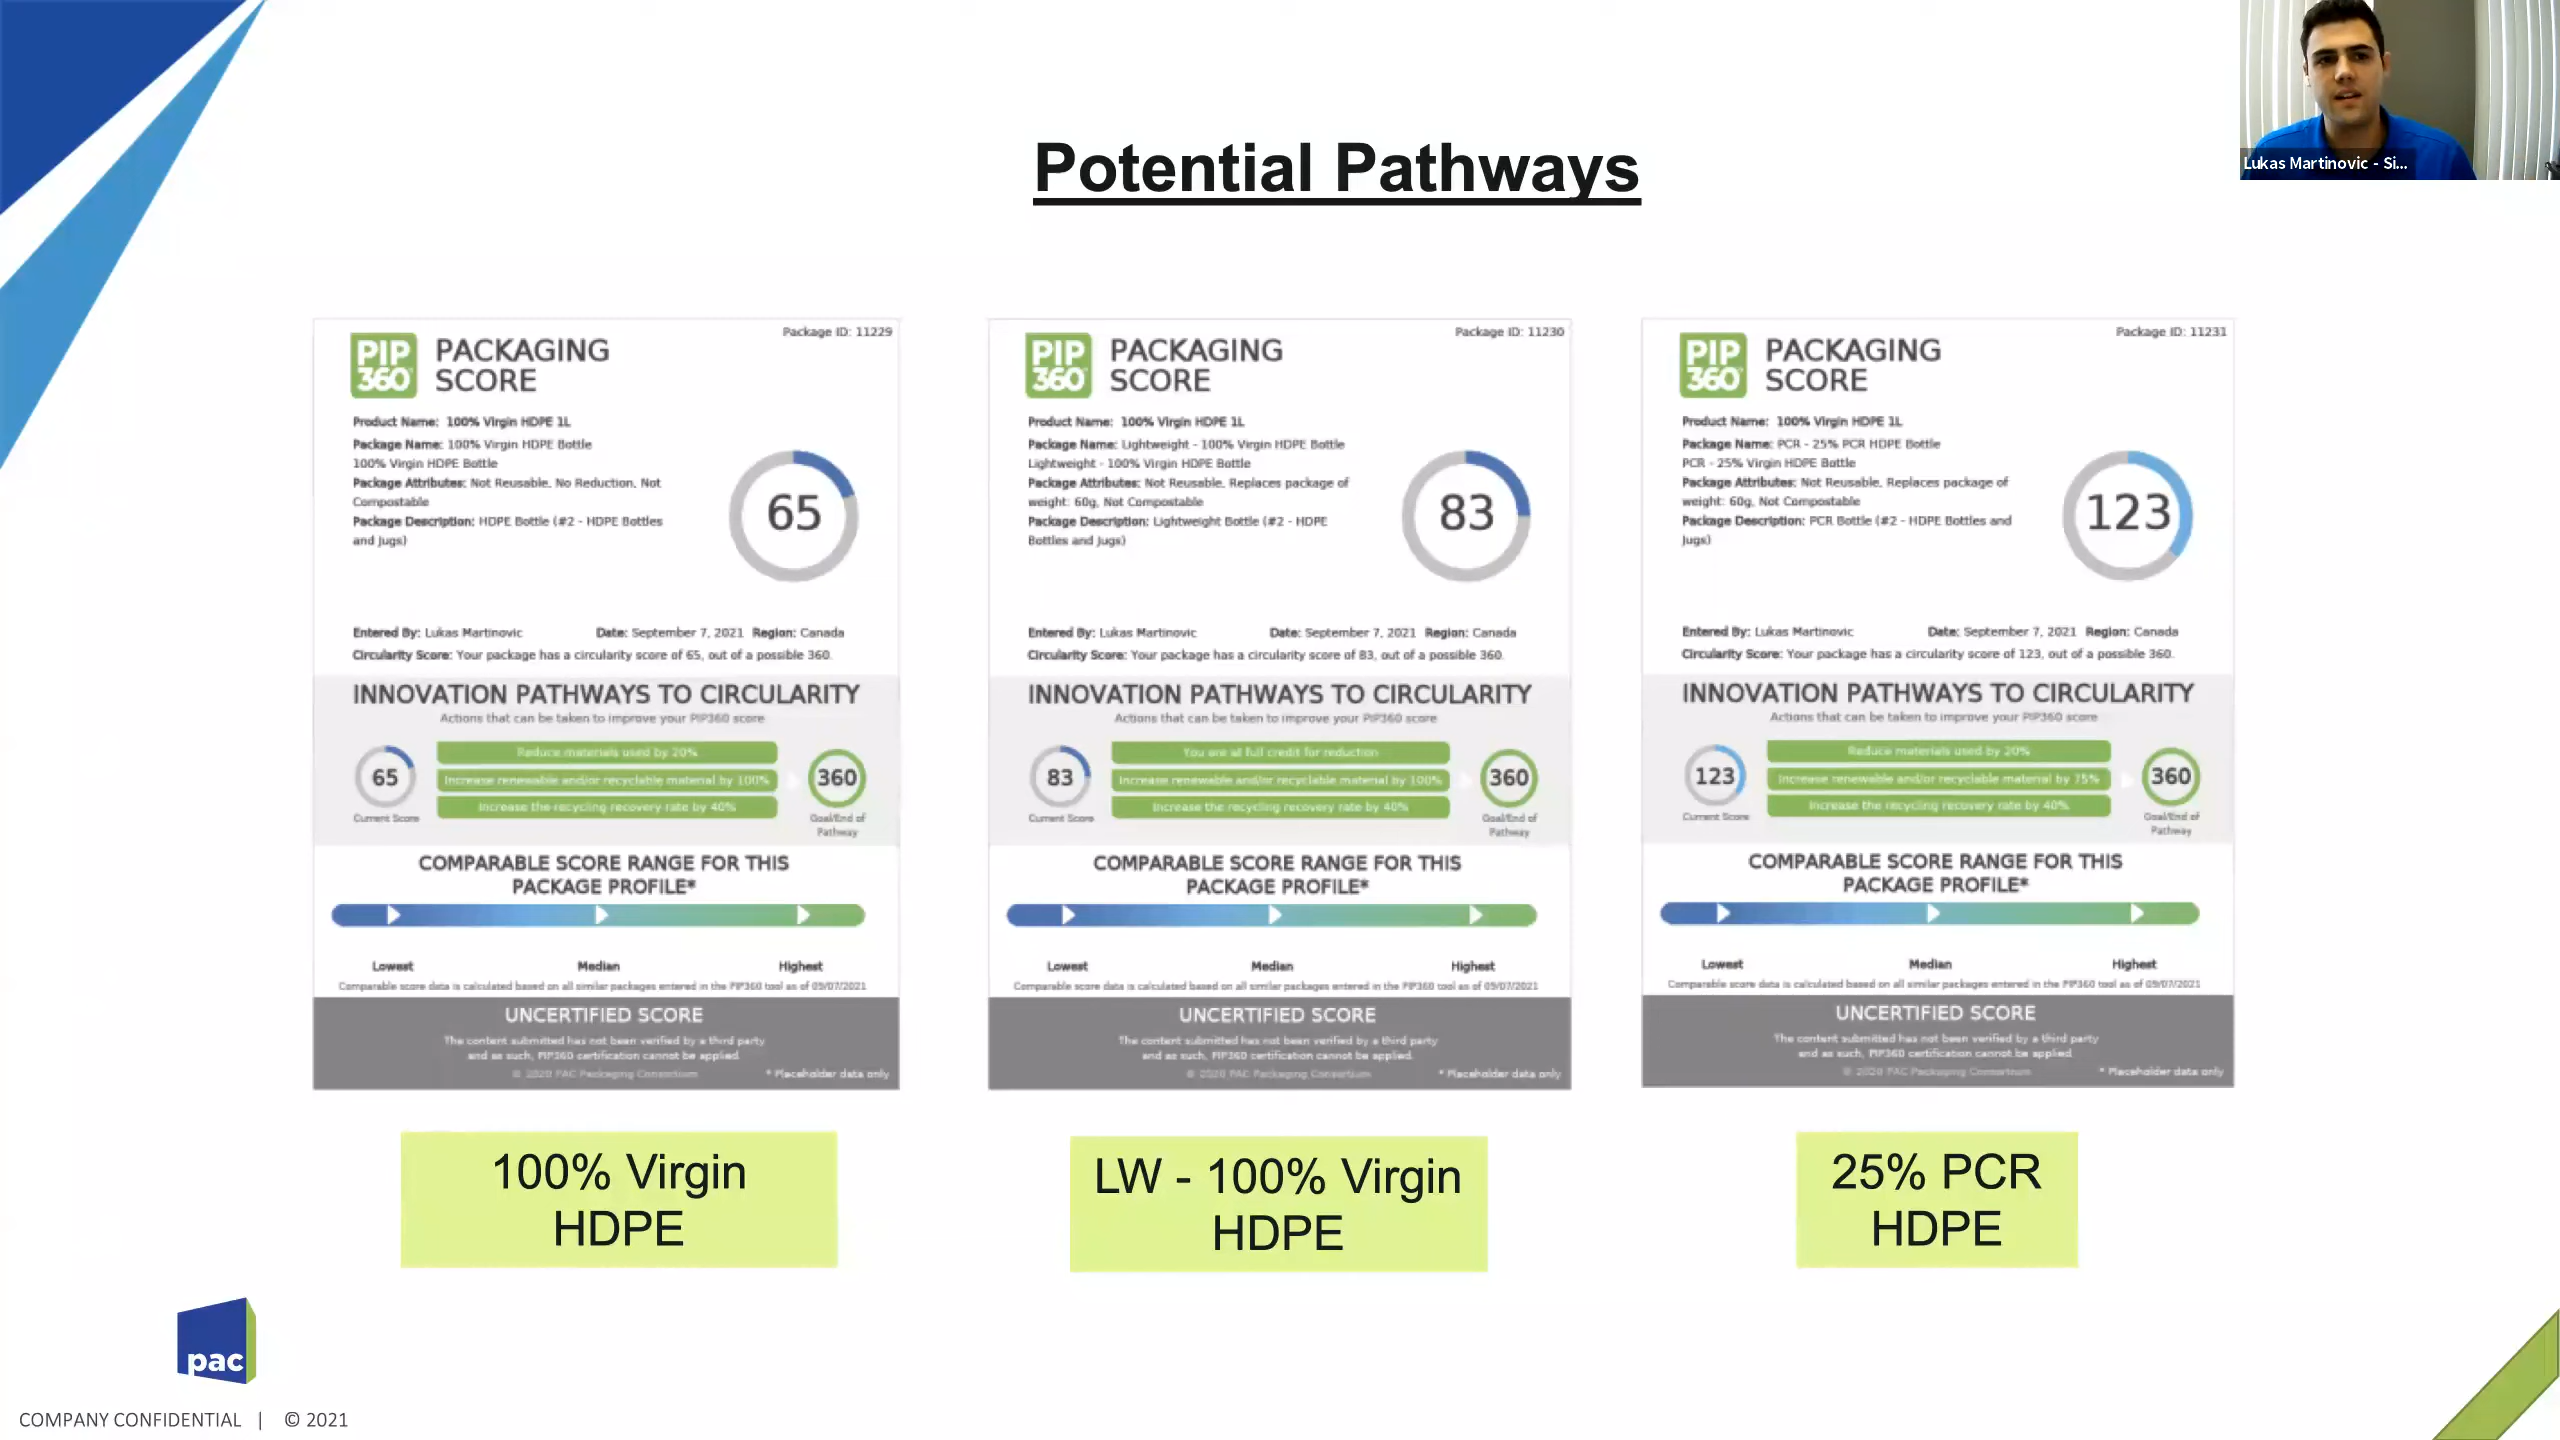 Lukas Martinovic - Si...
Potential Pathways
Package ID: 11229
PIP
360
PACKAGING
SCORE
Product Name: 100% Virgin HDPE 1L
Package Name: 100% Virgin HDPE Bottle
100% Virgin HDPE Bottle
Package Attributes: Not Reusable, No Reduction, Not
Compostable
Package Description: HDPE Bottle (#2 - HDPE Bottles
and Jugs)
65
Entered By: Lukas Martinovic Date: September 7, 2021 Region: Canada
Circularity Score: Your package has a circularity score of 65, out of a possible 360.
INNOVATION PATHWAYS TO CIRCULARITY
Actions that can be taken to improve your PIP360 score
65
Current Score
Reduce materials used by 20%
Increase renewable and/or recyclable material by 100%
Increase the recycling recovery rate by 40%
360
Goal/End of
Pathway
COMPARABLE SCORE RANGE FOR THIS
PACKAGE PROFILE*
Lowest Median Highest
Comparable score data is calculated based on all similar packages entered in the PIP360 tool as of 09/07/2021
UNCERTIFIED SCORE
The content submitted has not been verified by a third party
and as such, PIP360 certification cannot be applied
© 2020 PAC Packaging Consortium * Placeholder data only
100% Virgin
HDPE
Package ID: 11230
PIP
360
PACKAGING
SCORE
Product Name: 100% Virgin HDPE 1L
Package Name: Lightweight - 100% Virgin HDPE Bottle
Lightweight - 100% Virgin HDPE Bottle
Package Attributes: Not Reusable, Replaces package of
weight: 60g, Not Compostable
Package Description: Lightweight Bottle (#2 - HDPE
Bottles and Jugs)
83
Entered By: Lukas Martinovic Date: September 7, 2021 Region: Canada
Circularity Score: Your package has a circularity score of 83, out of a possible 360.
INNOVATION PATHWAYS TO CIRCULARITY
Actions that can be taken to improve your PIP360 score
83
Current Score
You are at full credit for reduction
Increase renewable and/or recyclable material by 100%
Increase the recycling recovery rate by 40%
360
Goal/End of
Pathway
COMPARABLE SCORE RANGE FOR THIS
PACKAGE PROFILE*
Lowest Median Highest
Comparable score data is calculated based on all similar packages entered in the PIP360 tool as of 09/07/2021
UNCERTIFIED SCORE
The content submitted has not been verified by a third party
and as such, PIP360 certification cannot be applied.
© 2020 PAC Packaging Consortium * Placeholder data only
LW - 100% Virgin
HDPE
Package ID: 11231
PIP
360
PACKAGING
SCORE
Product Name: 100% Virgin HDPE 1L
Package Name: PCR - 25% PCR HDPE Bottle
PCR - 25% Virgin HDPE Bottle
Package Attributes: Not Reusable, Replaces package of
weight: 60g, Not Compostable
Package Description: PCR Bottle (#2 - HDPE Bottles and
Jugs)
123
Entered By: Lukas Martinovic Date: September 7, 2021 Region: Canada
Circularity Score: Your package has a circularity score of 123, out of a possible 360.
INNOVATION PATHWAYS TO CIRCULARITY
Actions that can be taken to improve your PIP360 score
123
Current Score
Reduce materials used by 20%
Increase renewable and/or recyclable material by 75%
Increase the recycling recovery rate by 40%
360
Goal/End of
Pathway
COMPARABLE SCORE RANGE FOR THIS
PACKAGE PROFILE*
Lowest Median Highest
Comparable score data is calculated based on all similar packages entered in the PIP360 tool as of 09/07/2021
UNCERTIFIED SCORE
The content submitted has not been verified by a third party
and as such, PIP360 certification cannot be applied
© 2020 PAC Packaging Consortium * Placeholder data only
25% PCR
HDPE
pac
COMPANY CONFIDENTIAL | © 2021